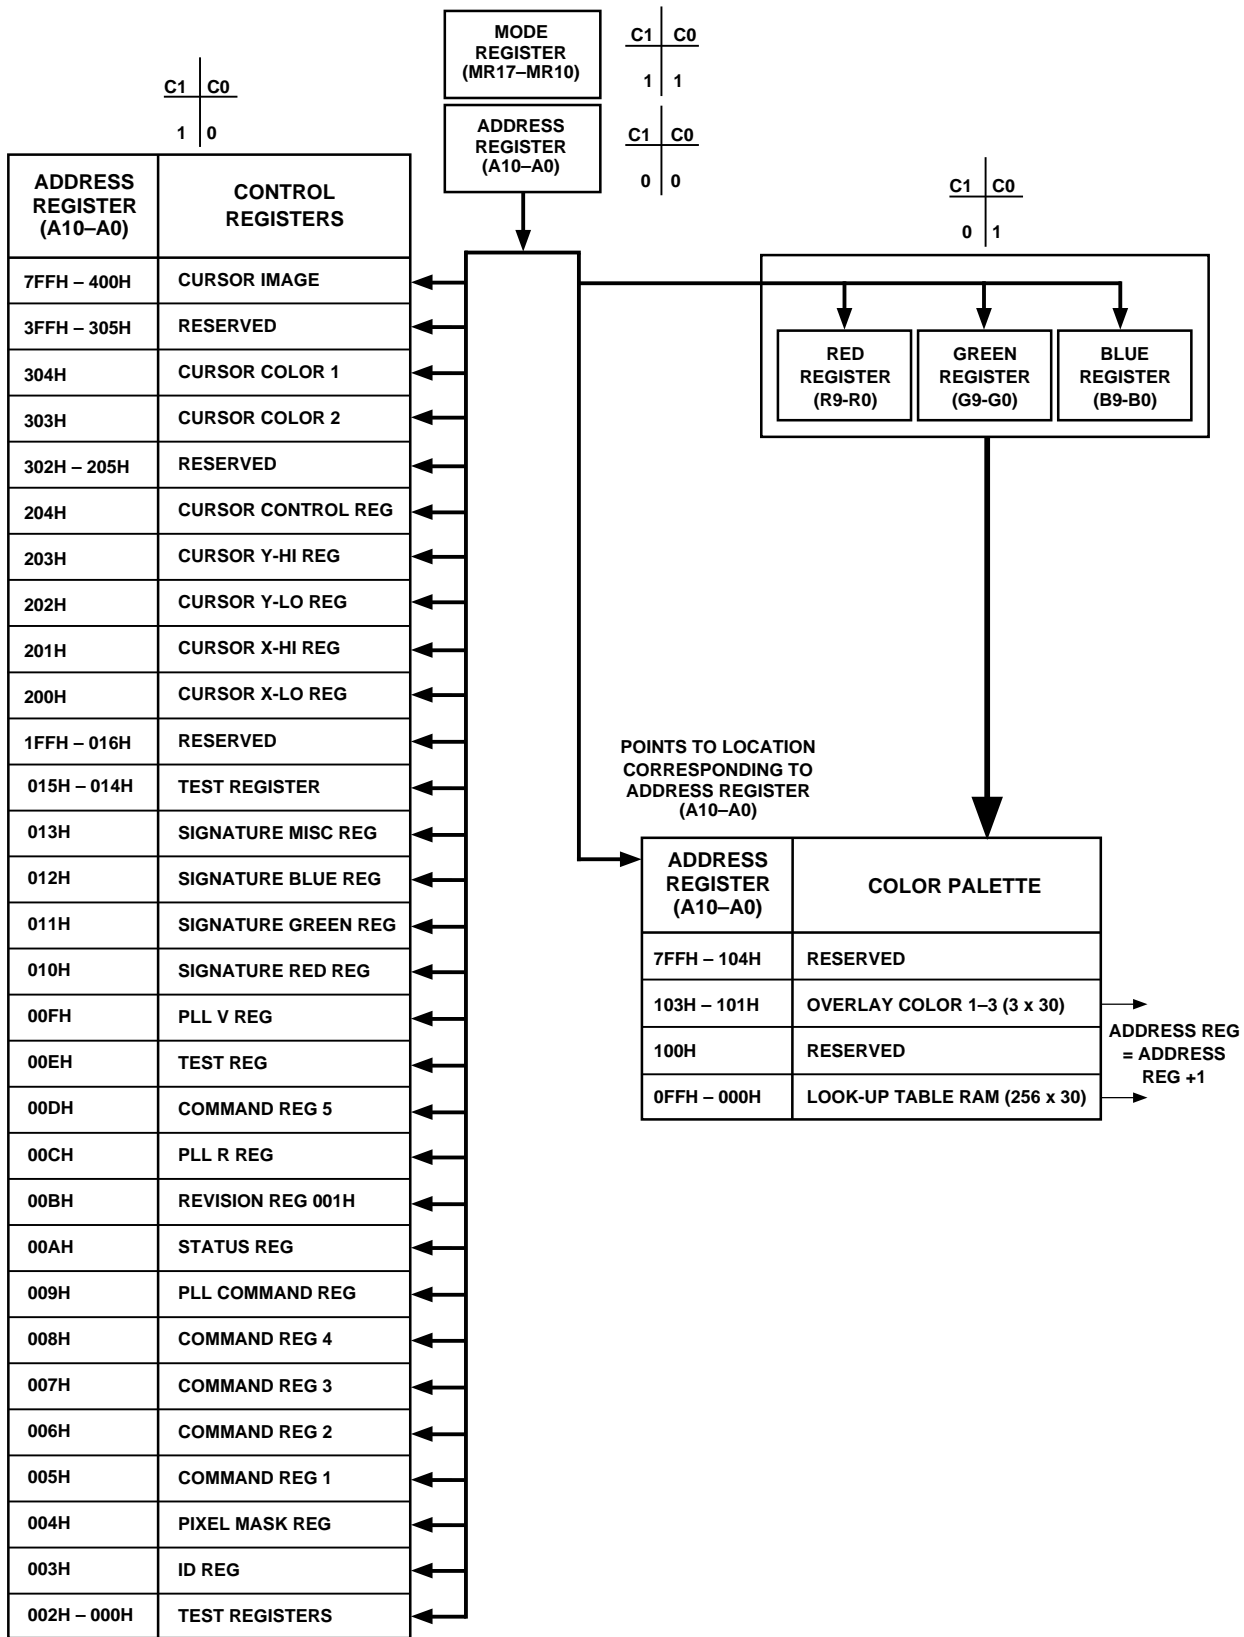 MODE
REGISTER
(MR17–MR10)
C1 C0
1 1
ADDRESS
REGISTER
(A10–A0)
C1 C0
0 0
C1 C0
1 0
ADDRESS
REGISTER
(A10–A0)
CONTROL
REGISTERS
7FFH – 400H CURSOR IMAGE
3FFH – 305H RESERVED
304H CURSOR COLOR 1
303H CURSOR COLOR 2
302H – 205H RESERVED
204H CURSOR CONTROL REG
203H CURSOR Y-HI REG
202H CURSOR Y-LO REG
201H CURSOR X-HI REG
200H CURSOR X-LO REG
1FFH – 016H RESERVED
015H – 014H TEST REGISTER
013H SIGNATURE MISC REG
012H SIGNATURE BLUE REG
011H SIGNATURE GREEN REG
010H SIGNATURE RED REG
00FH PLL V REG
00EH TEST REG
00DH COMMAND REG 5
00CH PLL R REG
00BH REVISION REG 001H
00AH STATUS REG
009H PLL COMMAND REG
008H COMMAND REG 4
007H COMMAND REG 3
006H COMMAND REG 2
005H COMMAND REG 1
004H PIXEL MASK REG
003H ID REG
002H – 000H TEST REGISTERS
C1 C0
0 1
RED
REGISTER
(R9-R0)
GREEN
REGISTER
(G9-G0)
BLUE
REGISTER
(B9-B0)
POINTS TO LOCATION
CORRESPONDING TO
ADDRESS REGISTER
(A10–A0)
ADDRESS
REGISTER
(A10–A0)
COLOR PALETTE
7FFH – 104H RESERVED
103H – 101H OVERLAY COLOR 1–3 (3 x 30)
100H RESERVED
0FFH – 000H LOOK-UP TABLE RAM (256 x 30)
ADDRESS REG
= ADDRESS
REG +1